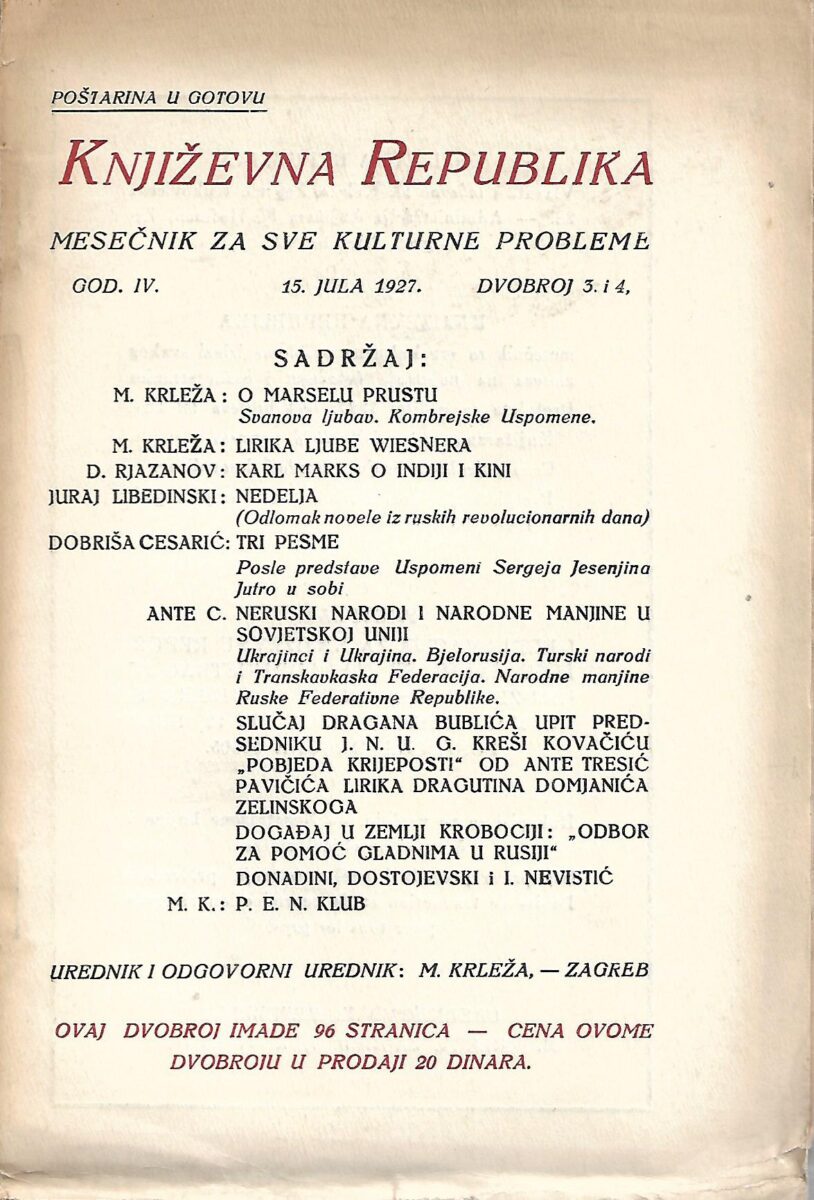 POŠTARINA U GOTOVU
KNJIŽEVNA REPUBLIKA
MESEČNIK ZA SVE KULTURNE PROBLEME
GOD. IV. 15. JULA 1927. DVOBROJ 3. i 4,
SADRŽAJ:
M. KRLEŽA: O MARSELU PRUSTU
Svanova ljubav. Kombrejske Uspomene.
M. KRLEŽA: LIRIKA LJUBE WIESNERA
D. RJAZANOV: KARL MARKS O INDIJI I KINI
JURAJ LIBEDINSKI: NEDELJA
(Odlomak novele iz ruskih revolucionarnih dana)
DOBRIŠA CESARIĆ: TRI PESME
Posle predstave Uspomeni Sergeja Jesenjina
Jutro u sobi
ANTE C. NERUSKI NARODI I NARODNE MANJINE U
SOVJETSKOJ UNIJI
Ukrajinci i Ukrajina. Bjelorusija. Turski narodi
i Transkavkaska Federacija. Narodne manjine
Ruske Federativne Republike.
SLUČAJ DRAGANA BUBLIĆA UPIT PRED-
SEDNIKU J. N. U. G. KREŠI KOVAČIĆU
„POBJEDA KRIJEPOSTI“ OD ANTE TRESIĆ
PAVIČIĆA LIRIKA DRAGUTINA DOMJANIĆA
ZELINSKOGA
DOGAĐAJ U ZEMLJI KROBOCIJI: „ODBOR
ZA POMOĆ GLADNIMA U RUSIJI“
DONADINI, DOSTOJEVSKI i I. NEVISTIĆ
M. K.: P. E. N. KLUB
UREDNIK I ODGOVORNI UREDNIK: M. KRLEŽA, — ZAGREB
OVAJ DVOBROJ IMADE 96 STRANICA — CENA OVOME
DVOBROJU U PRODAJI 20 DINARA.